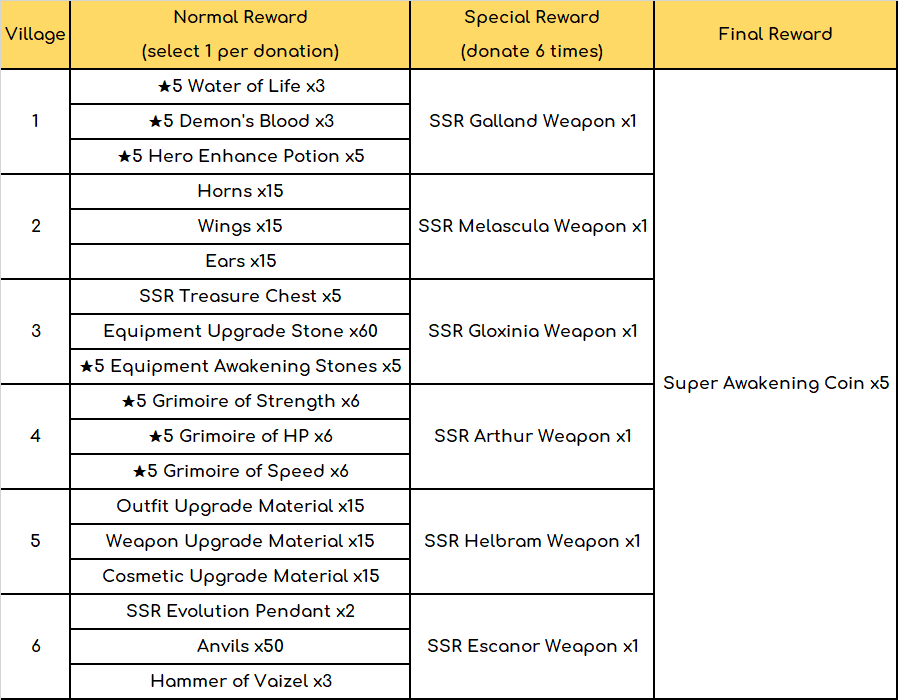 Village
Normal Reward
(select 1 per donation)
Special Reward
(donate 6 times)
Final Reward
1
★5 Water of Life x3
★5 Demon's Blood x3
★5 Hero Enhance Potion x5
SSR Galland Weapon x1
2
Horns x15
Wings x15
Ears x15
SSR Melascula Weapon x1
3
SSR Treasure Chest x5
Equipment Upgrade Stone x60
★5 Equipment Awakening Stones x5
SSR Gloxinia Weapon x1
4
★5 Grimoire of Strength x6
★5 Grimoire of HP x6
★5 Grimoire of Speed x6
SSR Arthur Weapon x1
5
Outfit Upgrade Material x15
Weapon Upgrade Material x15
Cosmetic Upgrade Material x15
SSR Helbram Weapon x1
6
SSR Evolution Pendant x2
Anvils x50
Hammer of Vaizel x3
SSR Escanor Weapon x1
Super Awakening Coin x5